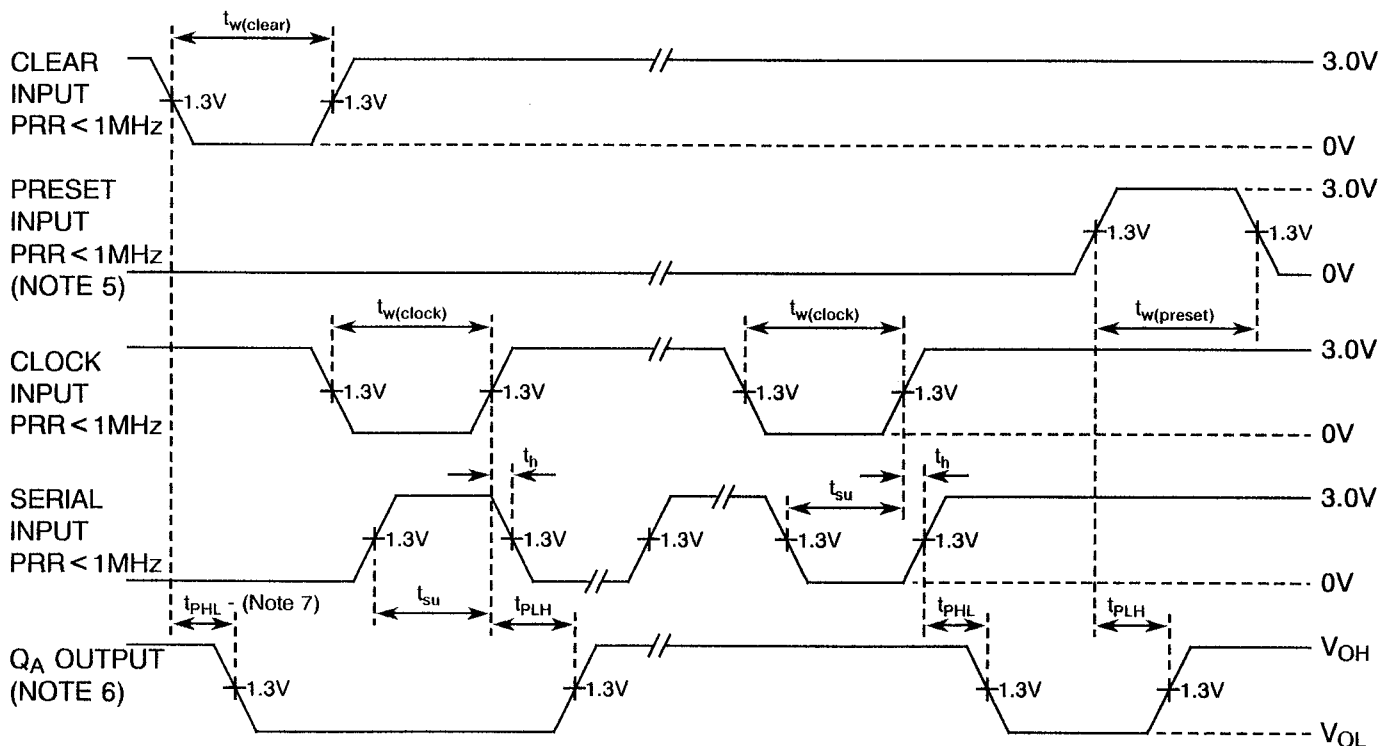 tw(clear)
CLEAR
INPUT
PRR < 1MHz
1.3V
1.3V
3.0V
0V
PRESET
INPUT
PRR < 1MHz
(NOTE 5)
1.3V
1.3V
3.0V
0V
tw(preset)
tw(clock)
tw(clock)
CLOCK
INPUT
PRR < 1MHz
1.3V
1.3V
1.3V
1.3V
3.0V
0V
th
tsu
th
SERIAL
INPUT
PRR < 1MHz
1.3V
1.3V
1.3V
1.3V
1.3V
3.0V
0V
tPHL - (Note 7)
tsu
tPLH
tPHL
tPLH
QA OUTPUT
(NOTE 6)
1.3V
1.3V
1.3V
1.3V
VOH
VOL